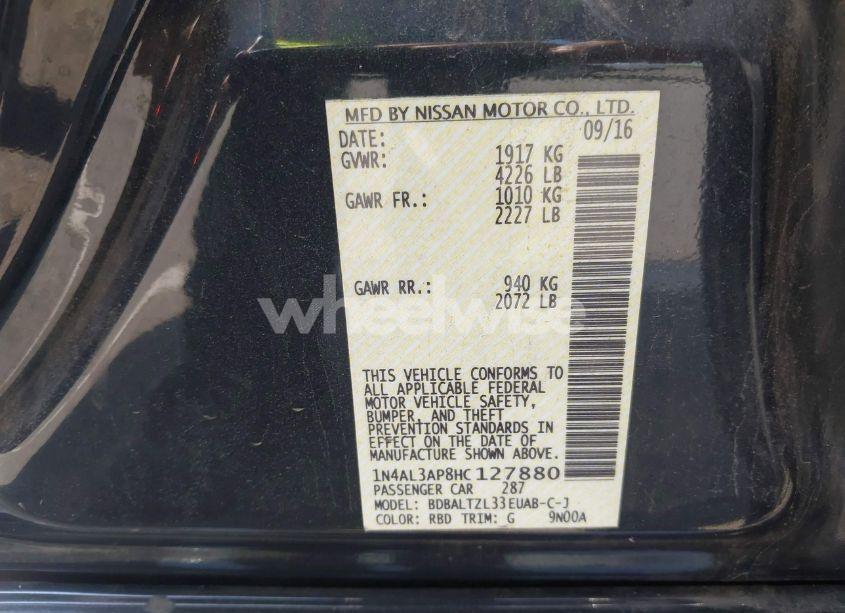 MFD BY NISSAN MOTOR CO., LTD.
DATE: 09/16
GVWR: 1917 KG
4226 LB
GAWR FR.: 1010 KG
2227 LB
GAWR RR.: 940 KG
2072 LB
wheelwise
THIS VEHICLE CONFORMS TO
ALL APPLICABLE FEDERAL
MOTOR VEHICLE SAFETY,
BUMPER, AND THEFT
PREVENTION STANDARDS IN
EFFECT ON THE DATE OF
MANUFACTURE SHOWN ABOVE.
1N4AL3AP8HC127880
PASSENGER CAR 287
MODEL: BDBALTZL33EUAB-C-J
COLOR: RBD TRIM: G 9N00A